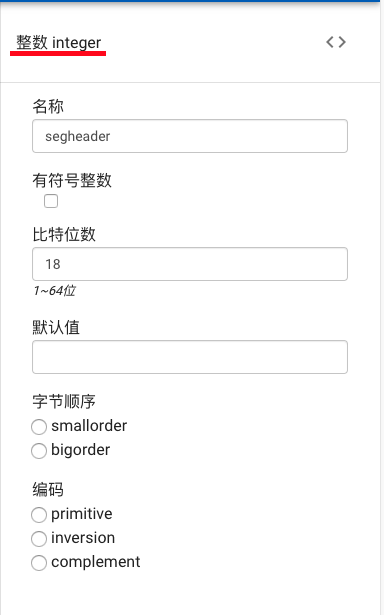 整数 integer
名称
segheader
有符号整数
比特位数
18
1~64位
默认值
字节顺序
smallorder
bigorder
编码
primitive
inversion
complement